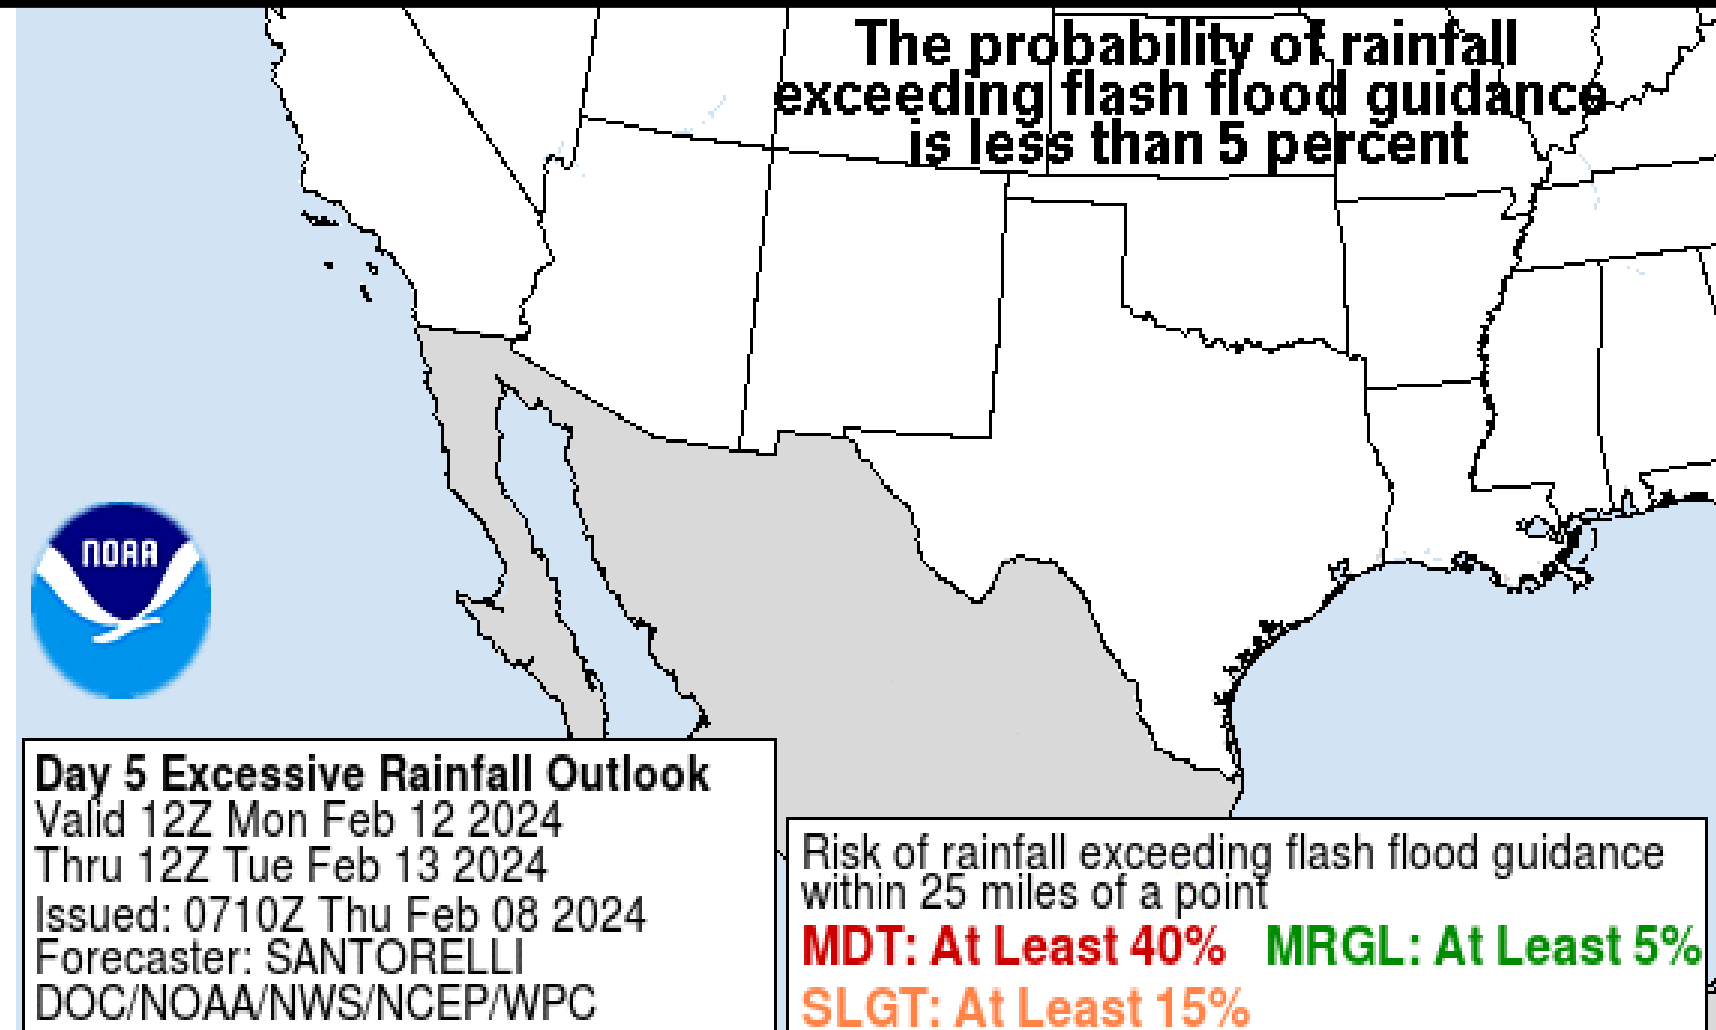 The probability of rainfall
exceeding flash flood guidance
is less than 5 percent
NOAA
Day 5 Excessive Rainfall Outlook
Valid 12Z Mon Feb 12 2024
Thru 12Z Tue Feb 13 2024
Issued: 0710Z Thu Feb 08 2024
Forecaster: SANTORELLI
DOC/NOAA/NWS/NCEP/WPC
Risk of rainfall exceeding flash flood guidance
within 25 miles of a point
MDT: At Least 40% MRGL: At Least 5%
SLGT: At Least 15%